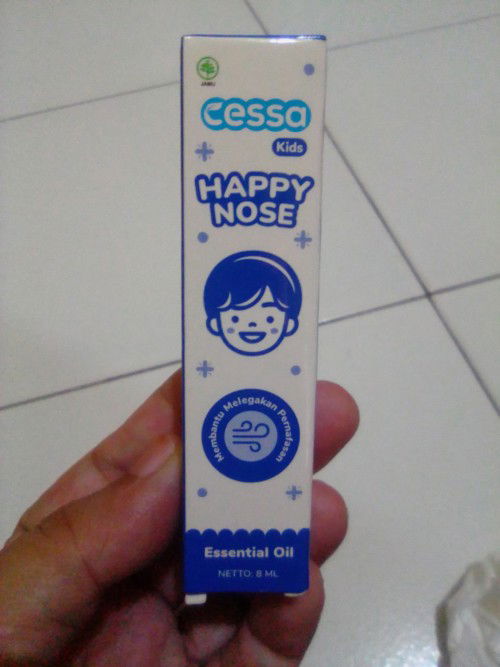 JAMU
cessa
Kids
HAPPY
NOSE
Membantu Melegakan Pernafasan
Essential Oil
NETTO: 8 ML